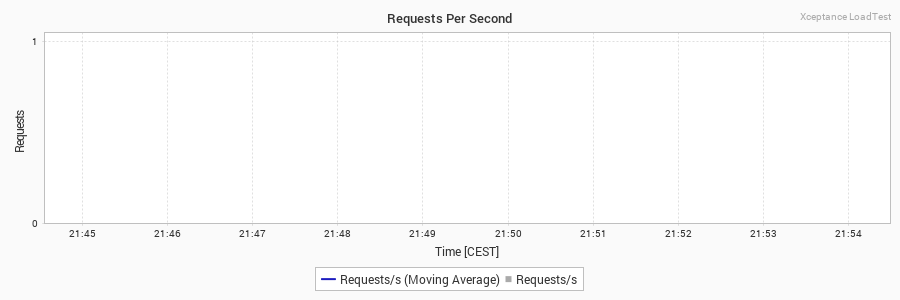 Requests Per Second
Xceptance LoadTest
1
Requests
0
21:45 21:46 21:47 21:48 21:49 21:50 21:51 21:52 21:53 21:54
Time [CEST]
Requests/s (Moving Average) Requests/s